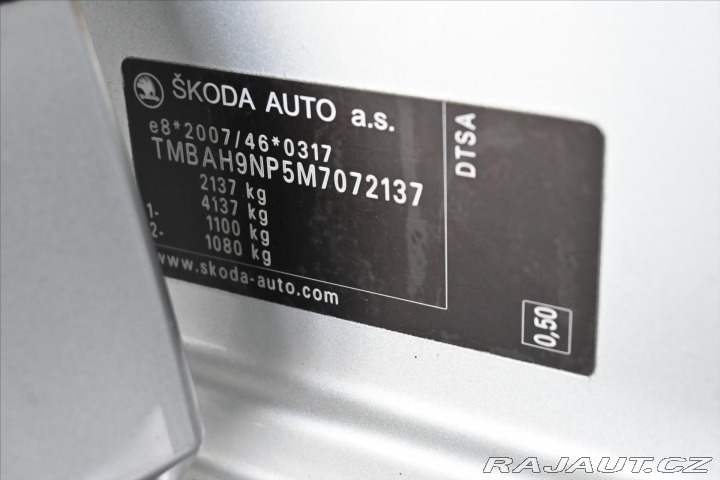 ŠKODA AUTO a.s.
e8*2007/46*0317
TMBAH9NP5M7072137
2137 kg
4137 kg
1- 1100 kg
2- 1080 kg
www.skoda-auto.com
DTSA
0,50
RAJAUT.CZ